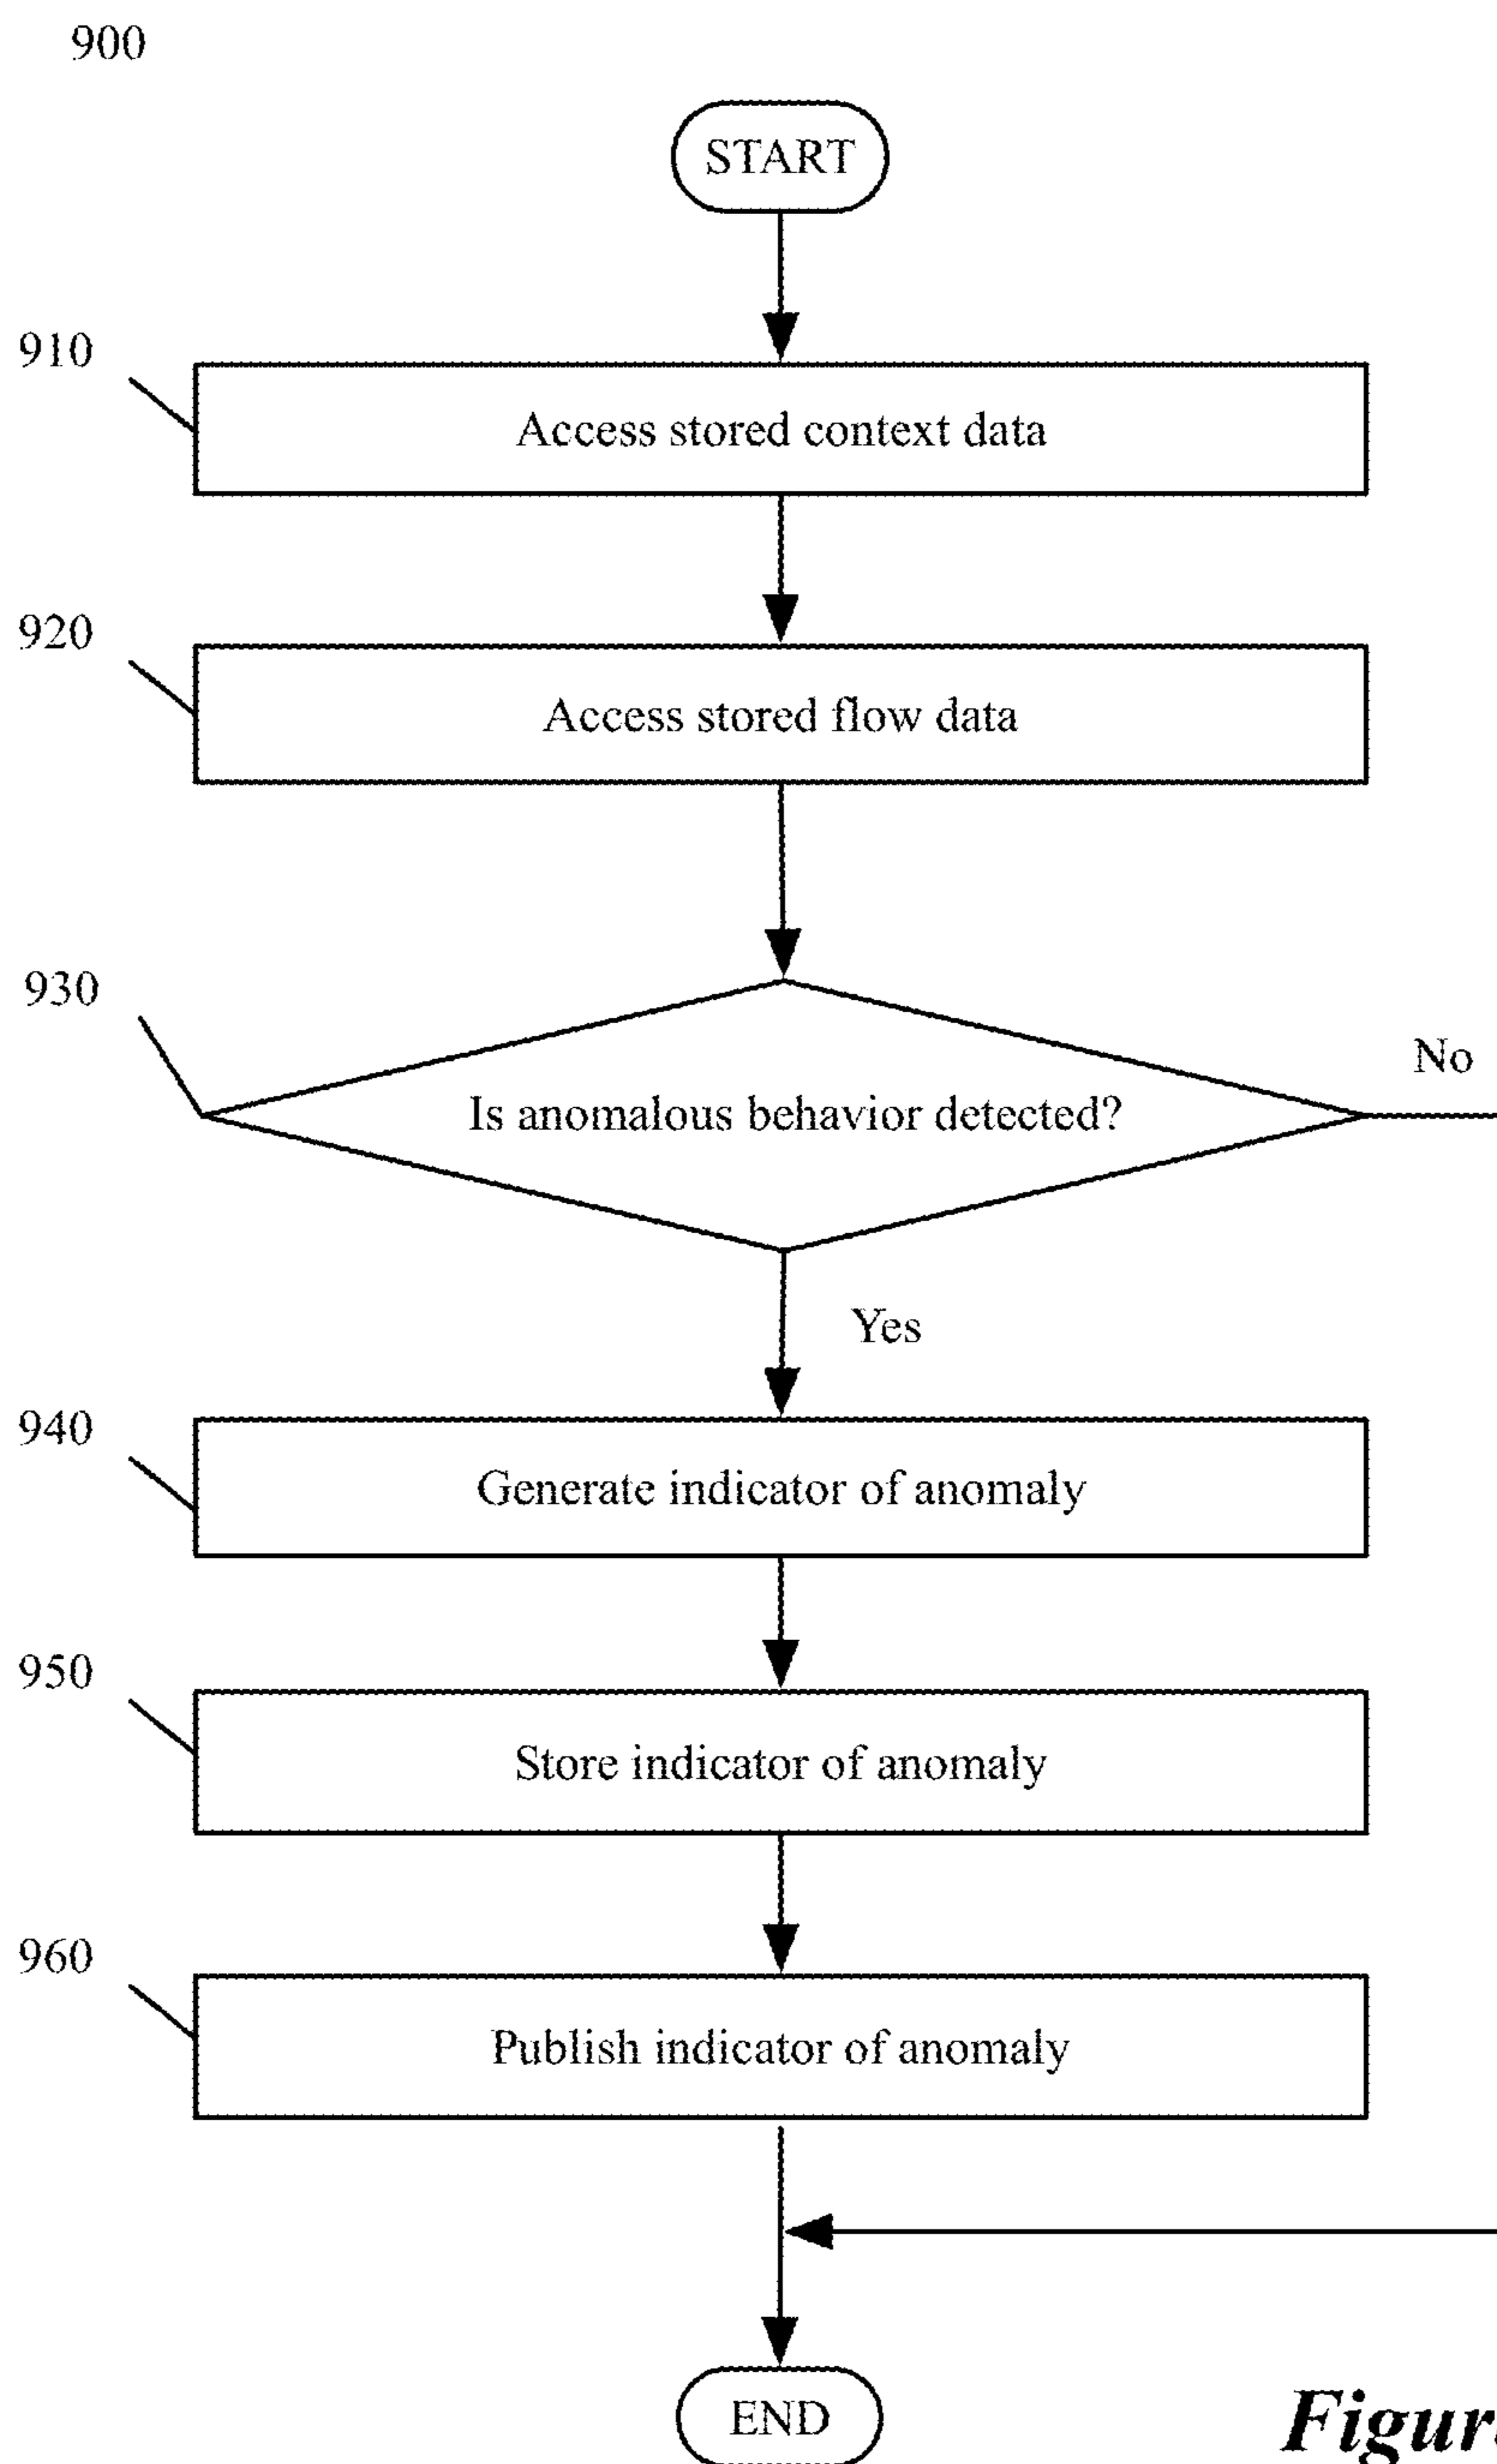 900
START
910
Access stored context data
920
Access stored flow data
930
Is anomalous behavior detected?
No
Yes
940
Generate indicator of anomaly
950
Store indicator of anomaly
960
Publish indicator of anomaly
END